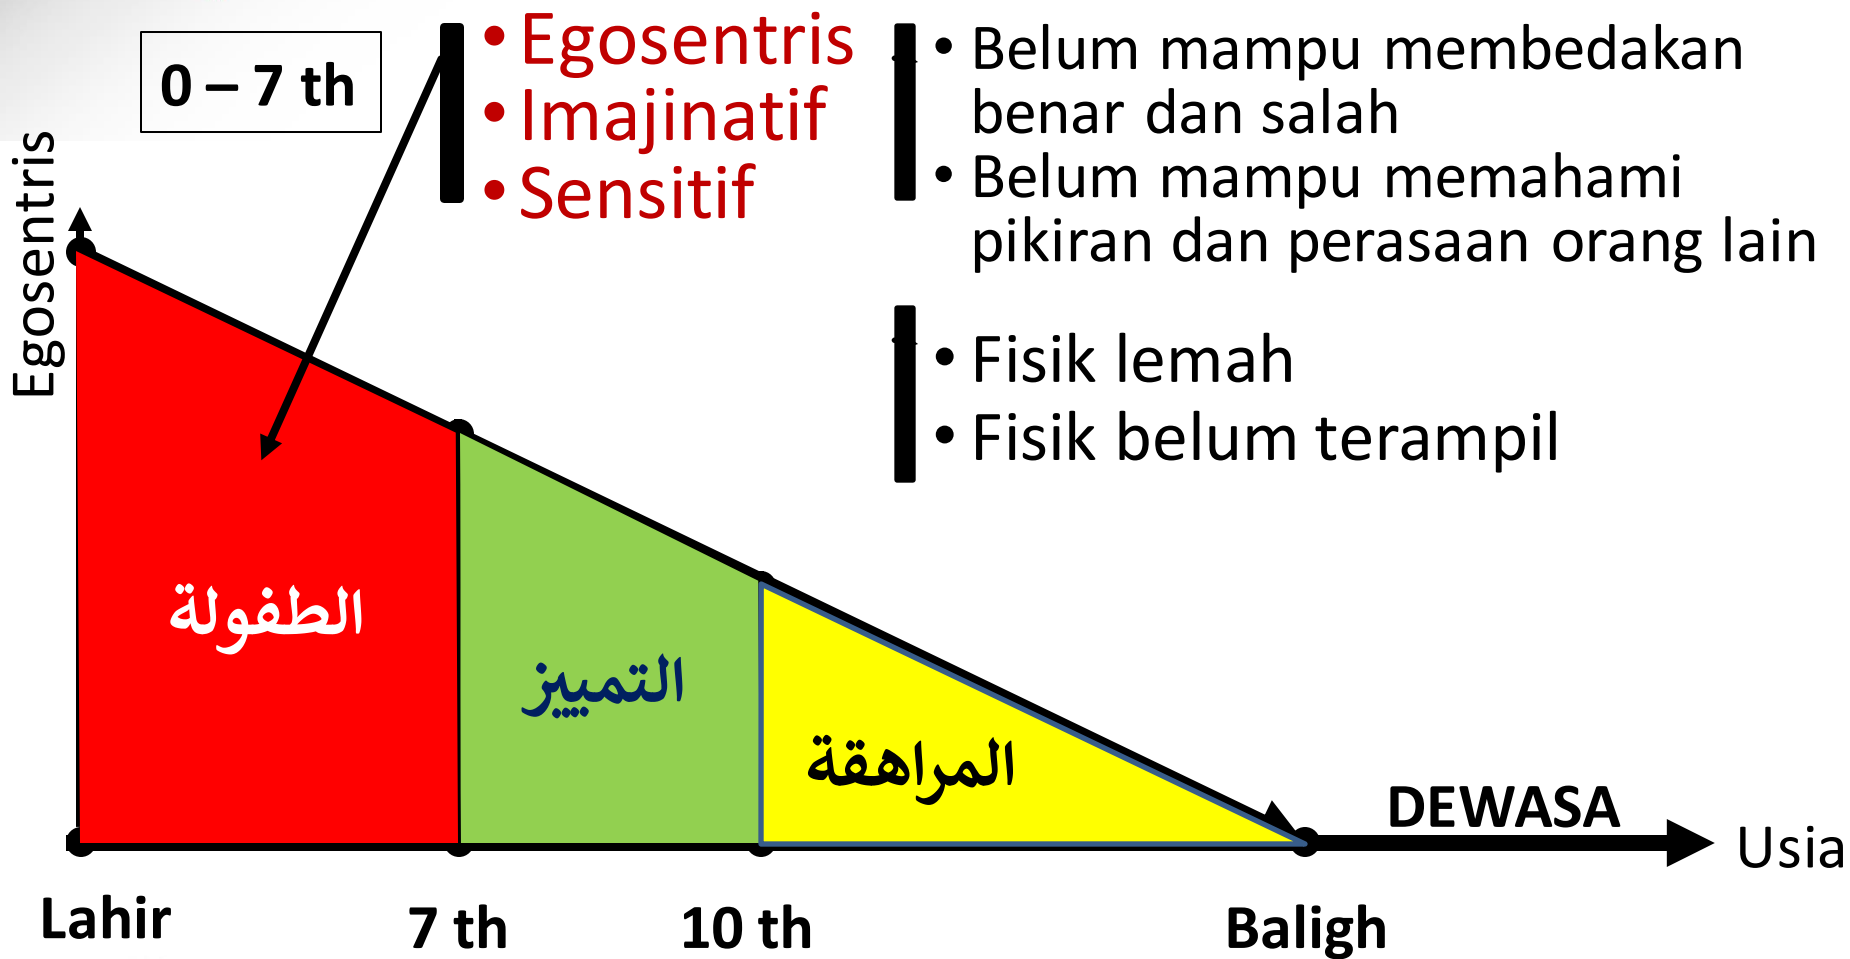 0 – 7 th
• Egosentris
• Imajinatif
• Sensitif
• Belum mampu membedakan
benar dan salah
• Belum mampu memahami
pikiran dan perasaan orang lain
• Fisik lemah
• Fisik belum terampil
Egosentris
الطفولة
التمييز
المراهقة
DEWASA
Usia
Lahir
7 th
10 th
Baligh